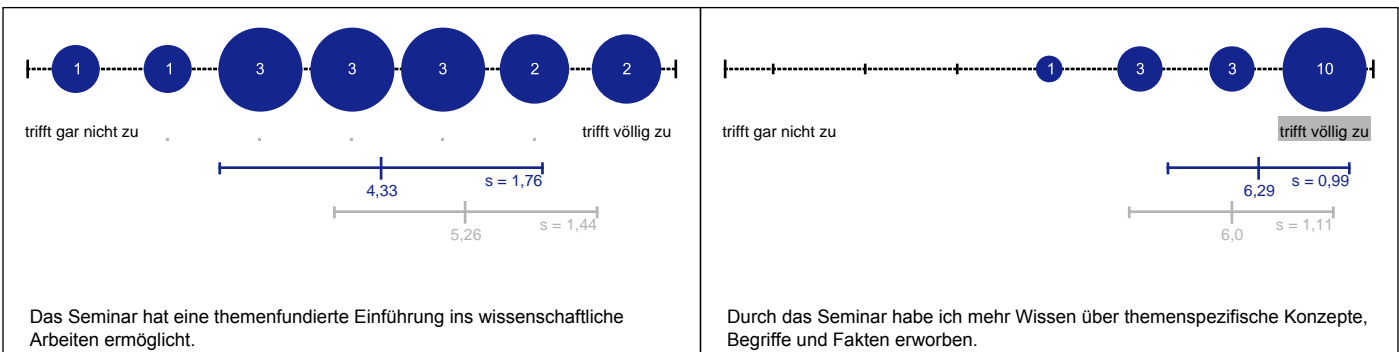 1 1 3 3 3 2 2
trifft gar nicht zu trifft völlig zu
s = 1,76
4,33
s = 1,44
5,26
Das Seminar hat eine themenfundierte Einführung ins wissenschaftliche
Arbeiten ermöglicht.
1 3 3 10
trifft gar nicht zu trifft völlig zu
s = 0,99
6,29
s = 1,11
6,0
Durch das Seminar habe ich mehr Wissen über themenspezifische Konzepte,
Begriffe und Fakten erworben.